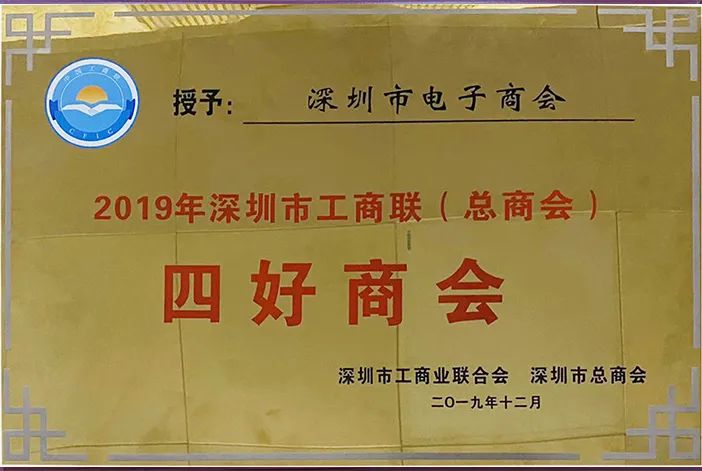 中国工商联
CFIC
授予：深圳市电子商会
2019年深圳市工商联（总商会）
四好商会
深圳市工商业联合会 深圳市总商会
二〇一九年十二月